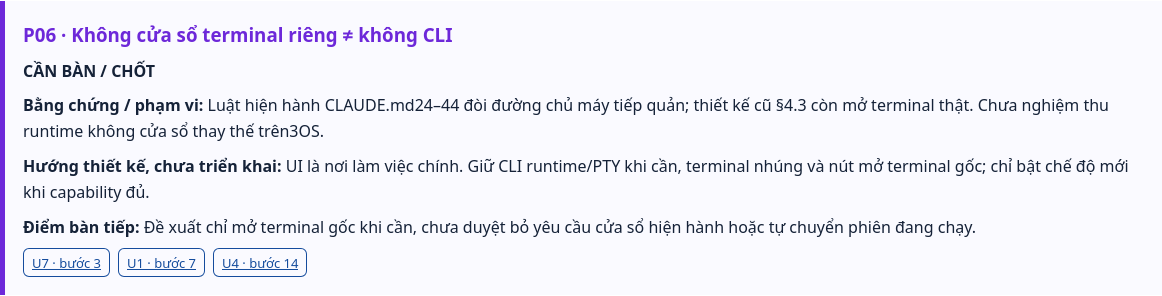 P06 · Không cửa sổ terminal riêng ≠ không CLI
CẦN BÀN / CHỐT
Bằng chứng / phạm vi: Luật hiện hành CLAUDE.md24–44 đòi đường chủ máy tiếp quản; thiết kế cũ §4.3 còn mở terminal thật. Chưa nghiệm thu
runtime không cửa sổ thay thế trên3OS.
Hướng thiết kế, chưa triển khai: UI là nơi làm việc chính. Giữ CLI runtime/PTY khi cần, terminal nhúng và nút mở terminal gốc; chỉ bật chế độ mới
khi capability đủ.
Điểm bàn tiếp: Đề xuất chỉ mở terminal gốc khi cần, chưa duyệt bỏ yêu cầu cửa sổ hiện hành hoặc tự chuyển phiên đang chạy.
U7 · bước 3 U1 · bước 7 U4 · bước 14